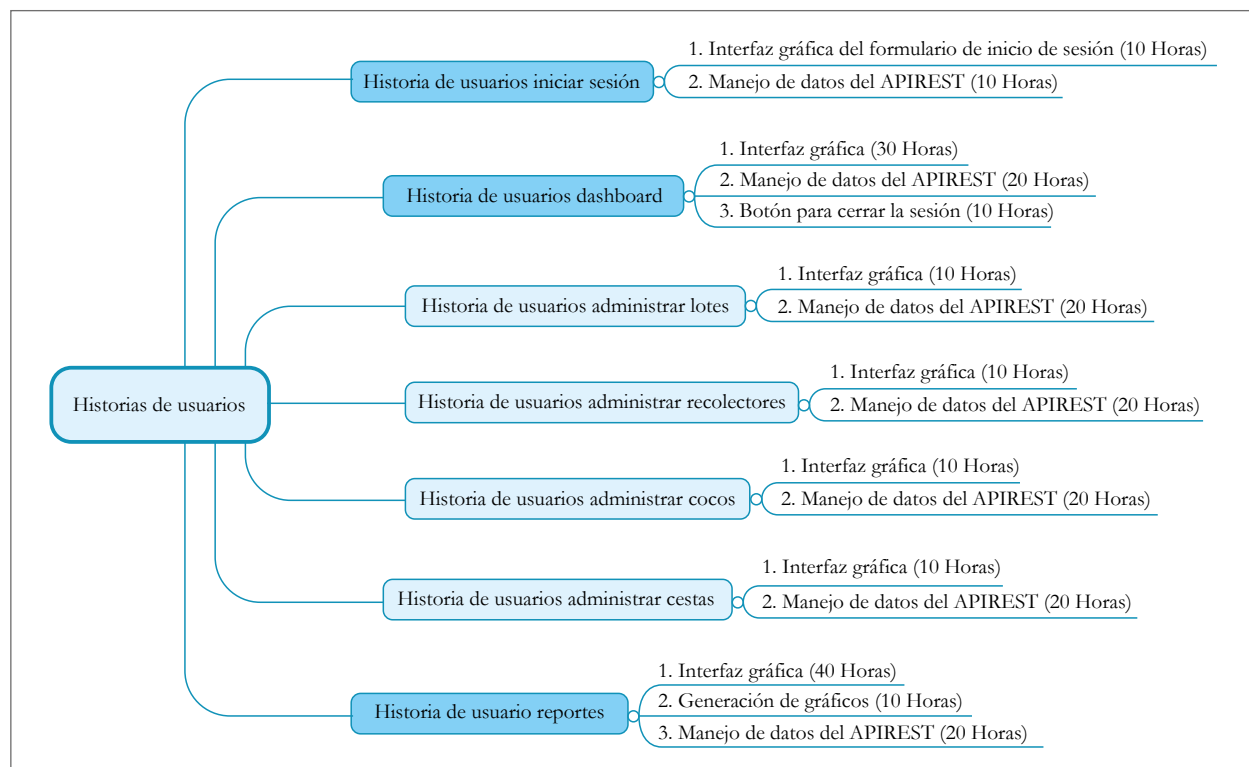 Historias de usuarios
Historia de usuarios iniciar sesión
1. Interfaz gráfica del formulario de inicio de sesión (10 Horas)
2. Manejo de datos del APIREST (10 Horas)
Historia de usuarios dashboard
1. Interfaz gráfica (30 Horas)
2. Manejo de datos del APIREST (20 Horas)
3. Botón para cerrar la sesión (10 Horas)
Historia de usuarios administrar lotes
1. Interfaz gráfica (10 Horas)
2. Manejo de datos del APIREST (20 Horas)
Historia de usuarios administrar recolectores
1. Interfaz gráfica (10 Horas)
2. Manejo de datos del APIREST (20 Horas)
Historia de usuarios administrar cocos
1. Interfaz gráfica (10 Horas)
2. Manejo de datos del APIREST (20 Horas)
Historia de usuarios administrar cestas
1. Interfaz gráfica (10 Horas)
2. Manejo de datos del APIREST (20 Horas)
Historia de usuario reportes
1. Interfaz gráfica (40 Horas)
2. Generación de gráficos (10 Horas)
3. Manejo de datos del APIREST (20 Horas)